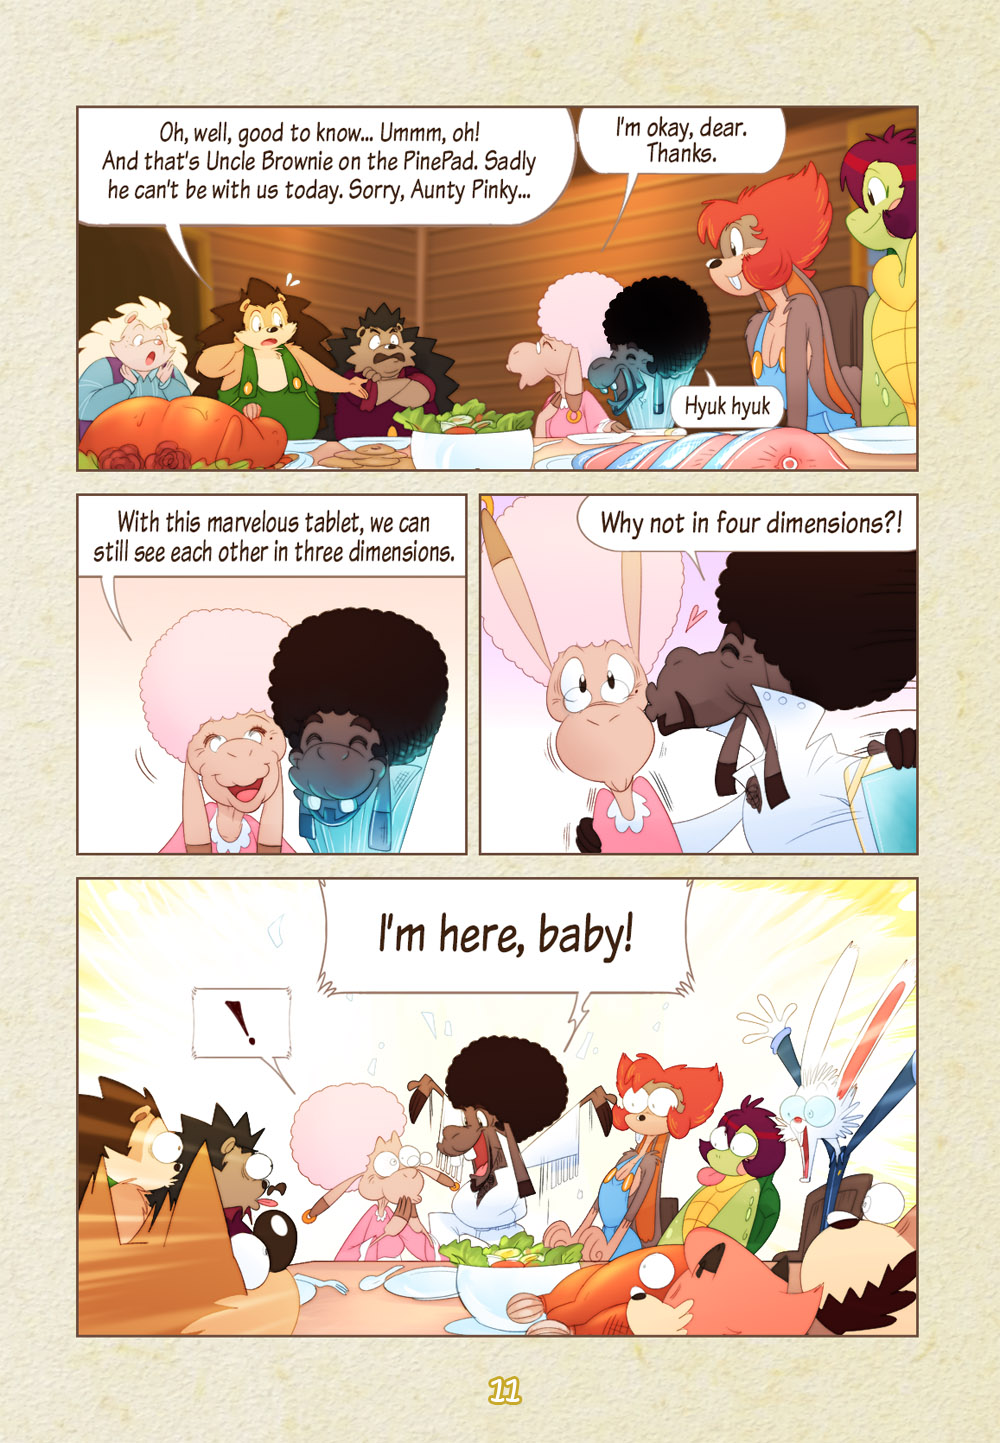 Oh, well, good to know... Ummm, oh!
And that's Uncle Brownie on the PinePad. Sadly
he can't be with us today. Sorry, Aunty Pinky...
I'm okay, dear.
Thanks.
Hyuk hyuk
With this marvelous tablet, we can
still see each other in three dimensions.
Why not in four dimensions?!
I'm here, baby!
!
11